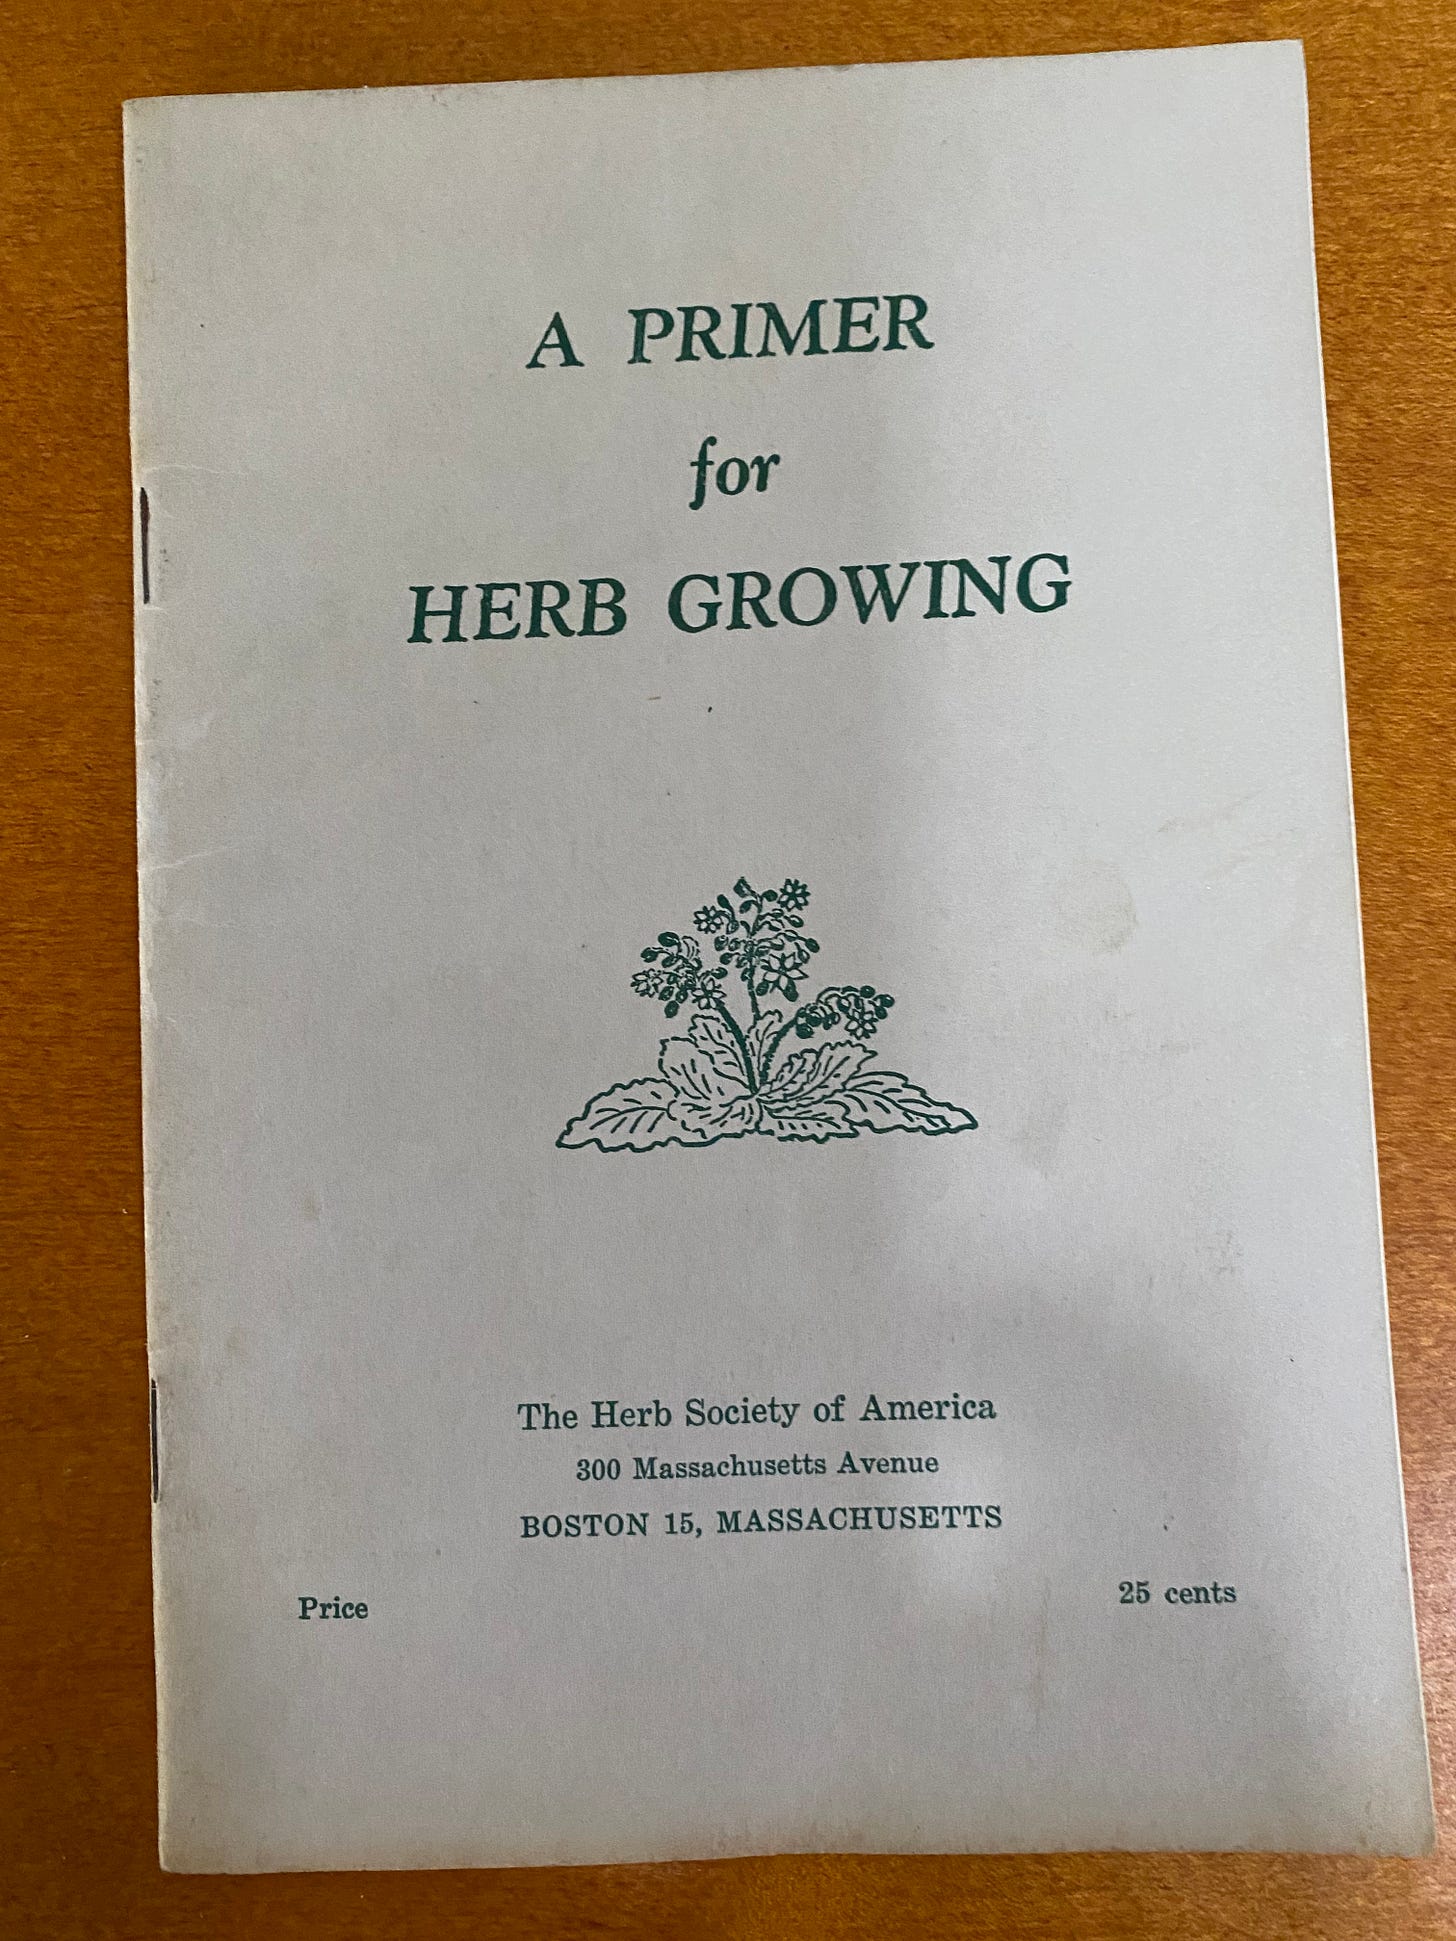 A PRIMER
for
HERB GROWING
The Herb Society of America
300 Massachusetts Avenue
BOSTON 15, MASSACHUSETTS
Price 25 cents